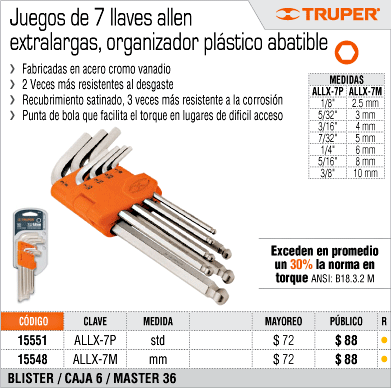 Juegos de 7 llaves allen
extralargas, organizador plástico abatible
TRUPER
Fabricadas en acero cromo vanadio
2 Veces más resistentes al desgaste
Recubrimiento satinado, 3 veces más resistente a la corrosión
Punta de bola que facilita el torque en lugares de dificil acceso
MEDIDAS
ALLX-7P ALLX-7M
1/8" 2.5 mm
5/32" 3 mm
3/16" 4 mm
7/32" 5 mm
1/4" 6 mm
5/16" 8 mm
3/8" 10 mm
TRUPER
Exceden en promedio
un 30% la norma en
torque ANSI: B18.3.2 M
CÓDIGO CLAVE MEDIDA MAYOREO PÚBLICO R
15551 ALLX-7P std $ 72 $ 88
15548 ALLX-7M mm $ 72 $ 88
BLISTER / CAJA 6 / MASTER 36